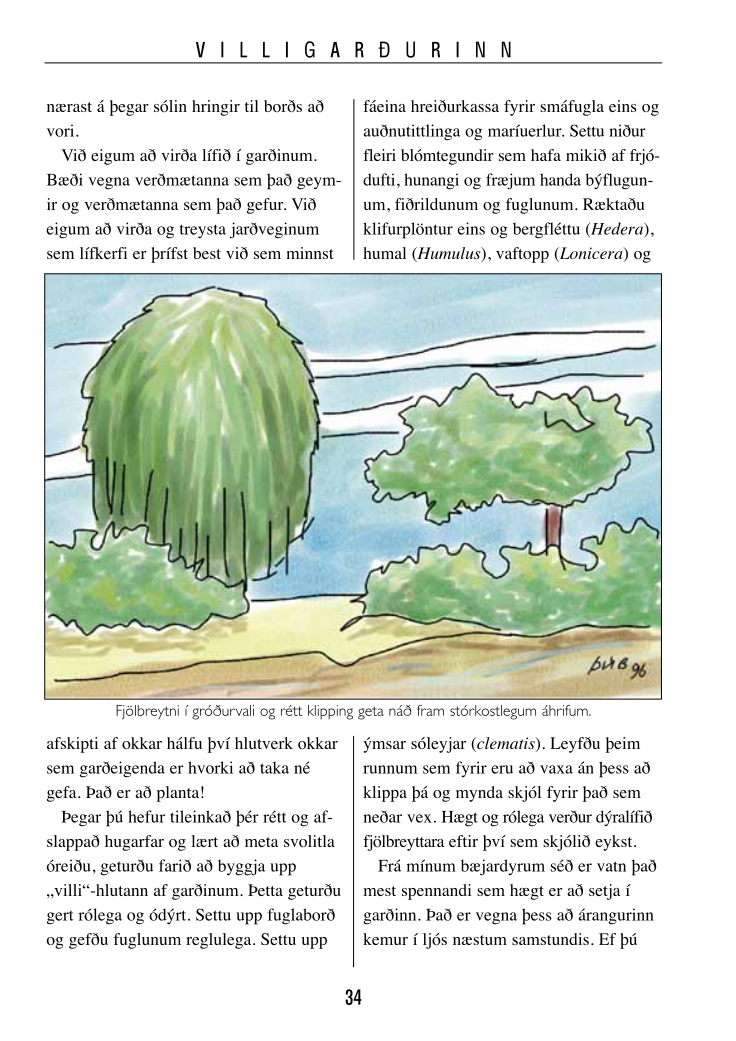 VILLIGARÐURINN
nærast á þegar sólin hringir til borðs að
vori.
Við eigum að virða lífið í garðinum.
Bæði vegna verðmætanna sem það geym-
ir og verðmætanna sem það gefur. Við
eigum að virða og treysta jarðveginum
sem lífkerfi er þrífst best við sem minnst
afskipti af okkar hálfu því hlutverk okkar
sem garðeigenda er hvorki að taka né
gefa. Það er að planta!
Þegar þú hefur tileinkað þér rétt og af-
slappað hugarfar og lært að meta svolitla
óreiðu, geturðu farið að byggja upp
„villi“-hlutann af garðinum. Þetta geturðu
gert rólega og ódýrt. Settu upp fuglaborð
og gefðu fuglunum reglulega. Settu upp
fáeina hreiðurkassa fyrir smáfugla eins og
auðnutittlinga og maríuerlur. Settu niður
fleiri blómtegundir sem hafa mikið af frjó-
dufti, hunangi og fræjum handa býflugun-
um, fiðrildunum og fuglunum. Ræktaðu
klifurplöntur eins og bergfléttu (Hedera),
humal (Humulus), vaftopp (Lonicera) og
ýmsar sóleyjar (clematis). Leyfðu þeim
runnum sem fyrir eru að vaxa án þess að
klippa þá og mynda skjól fyrir það sem
neðar vex. Hægt og rólega verður dýralífið
fjölbreyttara eftir því sem skjólið eykst.
Frá mínum bæjardyrum séð er vatn það
mest spennandi sem hægt er að setja í
garðinn. Það er vegna þess að árangurinn
kemur í ljós næstum samstundis. Ef þú
96
Fjölbreytni í gróðurvali og rétt klipping geta náð fram stórkostlegum áhrifum.
34